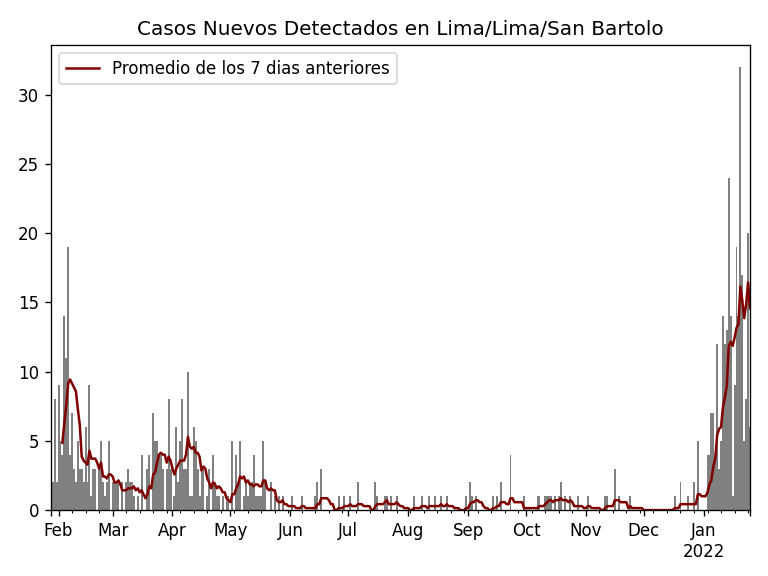 Casos Nuevos Detectados en Lima/Lima/San Bartolo
Promedio de los 7 dias anteriores
30
25
20
15
10
5
0
Feb Mar Apr May Jun Jul Aug Sep Oct Nov Dec Jan
2022